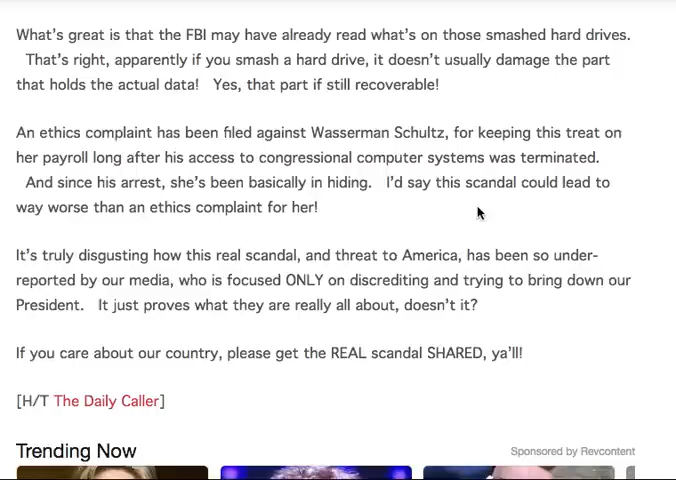 What's great is that the FBI may have already read what's on those smashed hard drives.
That's right, apparently if you smash a hard drive, it doesn't usually damage the part
that holds the actual data! Yes, that part if still recoverable!
An ethics complaint has been filed against Wasserman Schultz, for keeping this treat on
her payroll long after his access to congressional computer systems was terminated.
And since his arrest, she's been basically in hiding. I'd say this scandal could lead to
way worse than an ethics complaint for her!
It's truly disgusting how this real scandal, and threat to America, has been so under-
reported by our media, who is focused ONLY on discrediting and trying to bring down our
President. It just proves what they are really all about, doesn't it?
If you care about our country, please get the REAL scandal SHARED, ya'll!
[H/T The Daily Caller]
Trending Now
Sponsored by Revcontent